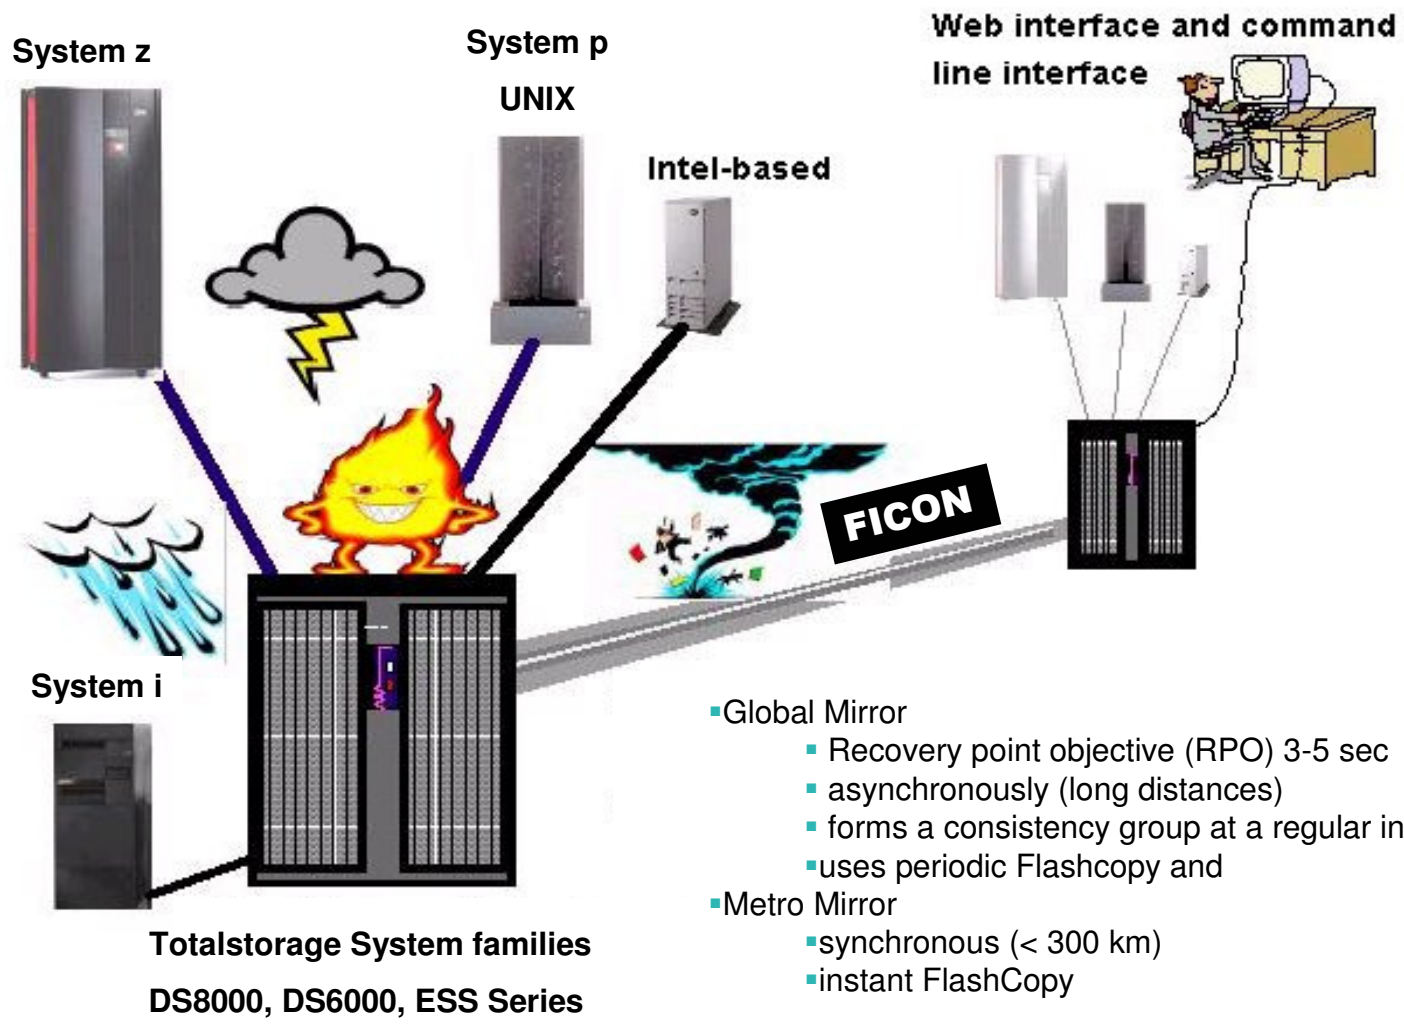 System z
System p
UNIX
Intel-based
Web interface and command
line interface
FICON
System i
Totalstorage System families
DS8000, DS6000, ESS Series
▪Global Mirror
▪ Recovery point objective (RPO) 3-5 sec
▪ asynchronously (long distances)
▪ forms a consistency group at a regular in
▪uses periodic Flashcopy and
▪Metro Mirror
▪synchronous (< 300 km)
▪instant FlashCopy